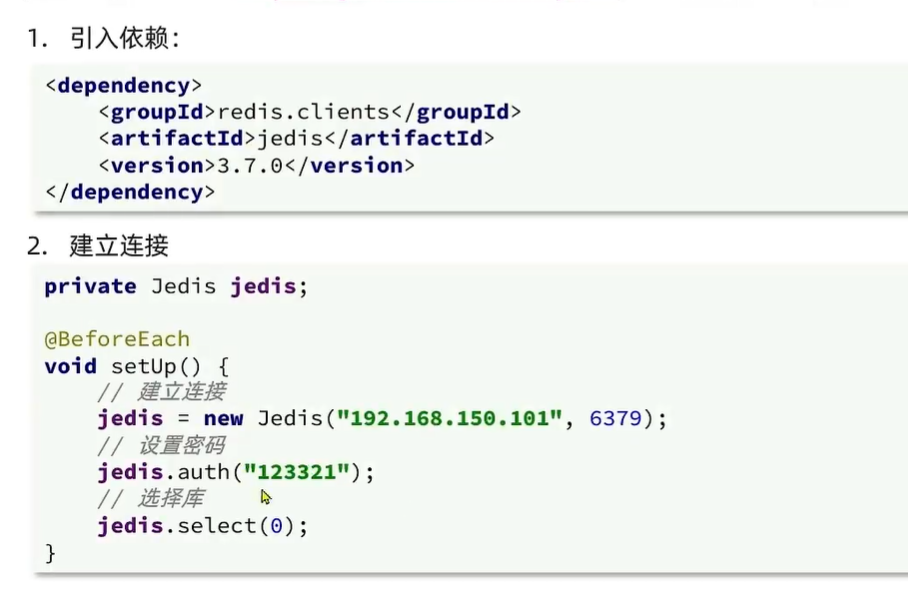 1. 引入依赖：
<dependency>
    <groupId>redis.clients</groupId>
    <artifactId>jedis</artifactId>
    <version>3.7.0</version>
</dependency>
2. 建立连接
private Jedis jedis;
@BeforeEach
void setUp() {
    // 建立连接
    jedis = new Jedis("192.168.150.101", 6379);
    // 设置密码
    jedis.auth("123321");
    // 选择库
    jedis.select(0);
}